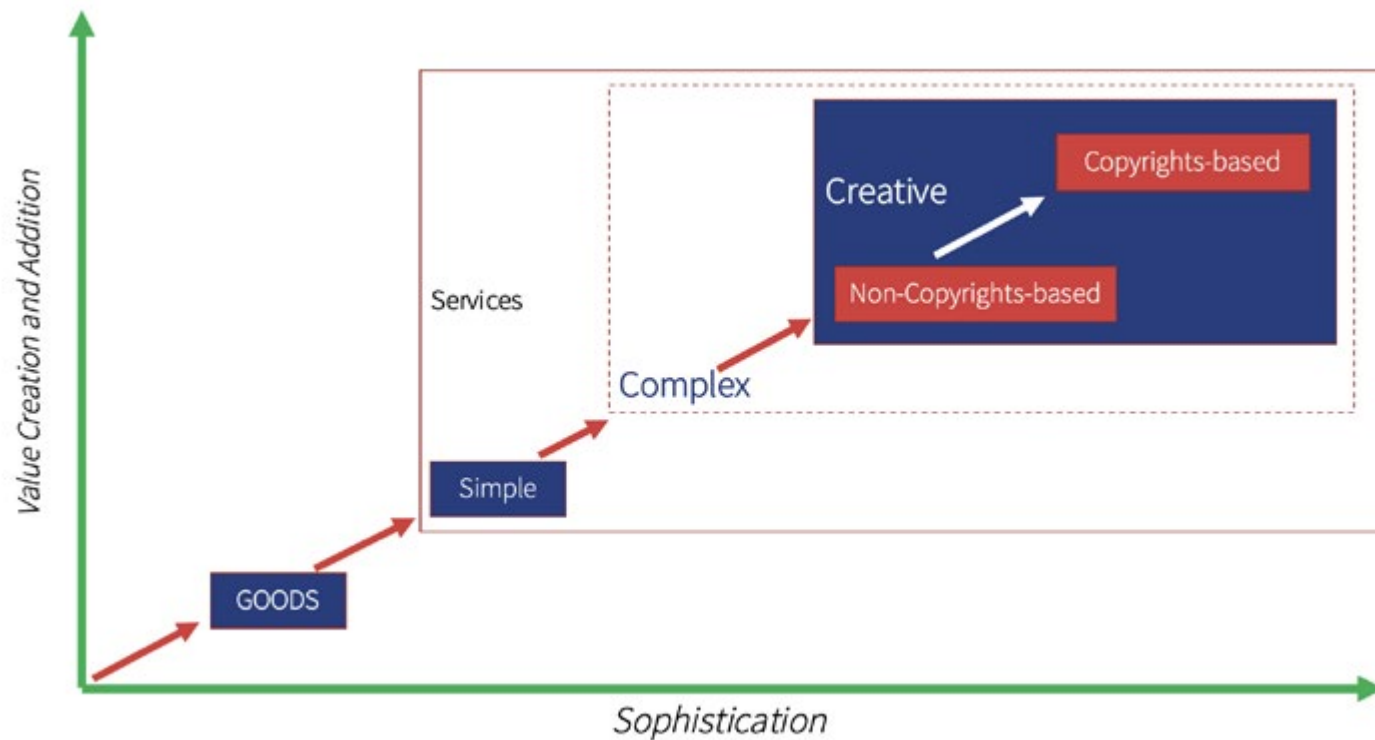 Value Creation and Addition
Copyrights-based
Creative
Non-Copyrights-based
Services
Complex
Simple
GOODS
Sophistication